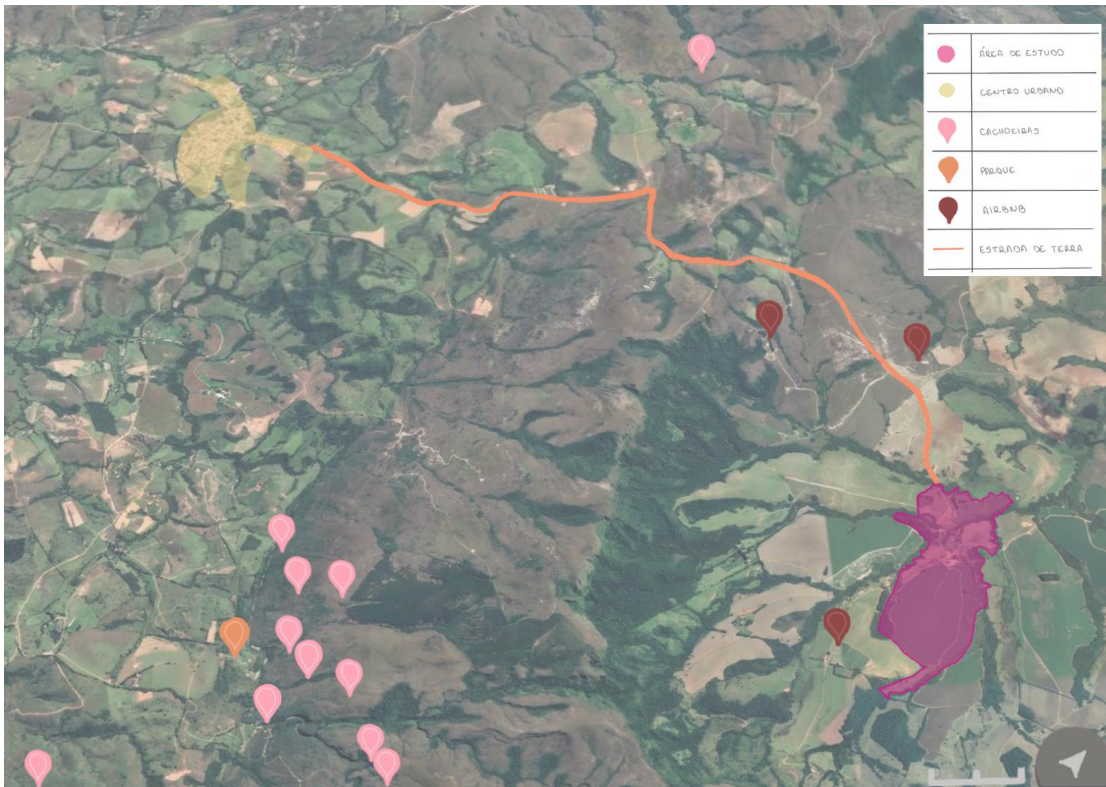 ÁREA DE ESTUDO
CENTRO URBANO
CACHOEIRAS
PARQUE
AIRBNB
ESTRADA DE TERRA